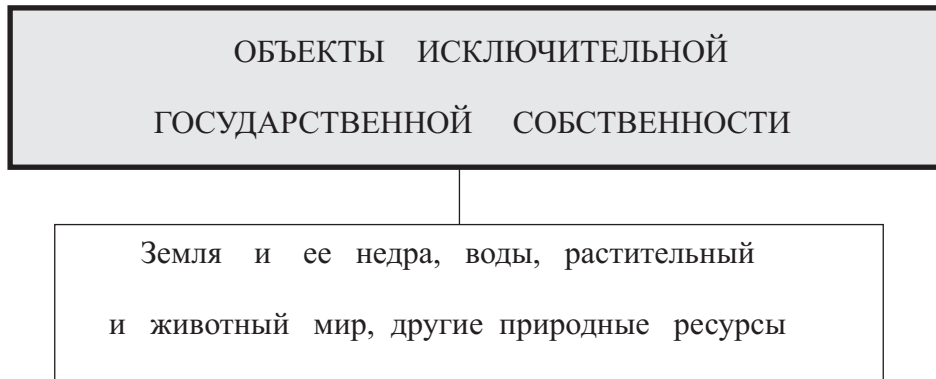 ОБЪЕКТЫ ИСКЛЮЧИТЕЛЬНОЙ
ГОСУДАРСТВЕННОЙ СОБСТВЕННОСТИ
Земля и ее недра, воды, растительный
и животный мир, другие природные ресурсы